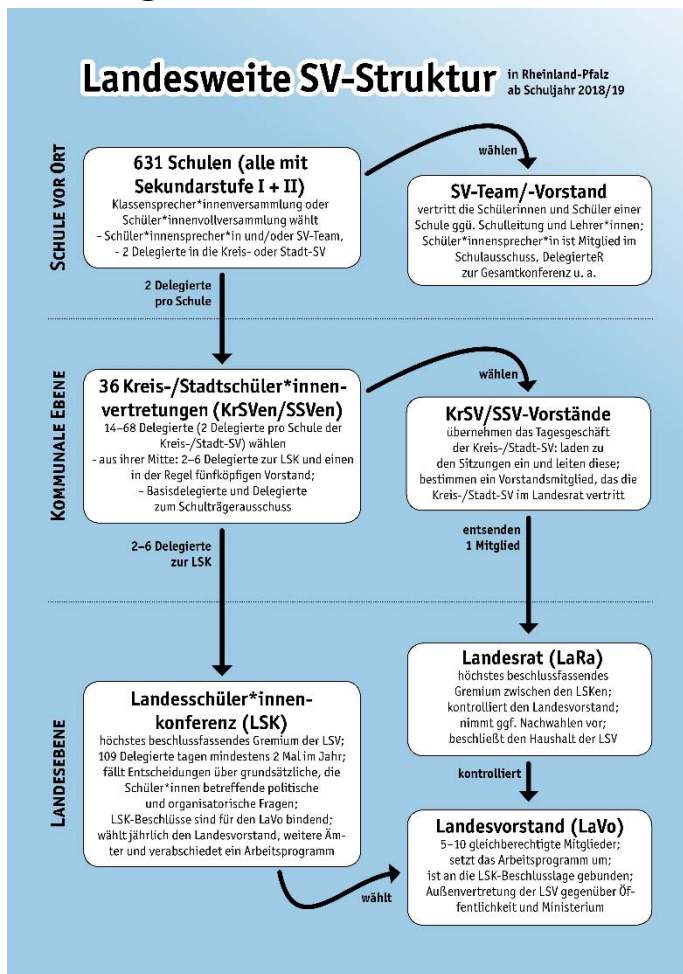 Landesweite SV-Struktur
in Rheinland-Pfalz
ab Schuljahr 2018/19
SCHULE VOR ORT
631 Schulen (alle mit
Sekundarstufe I + II)
Klassensprecher*innenversammlung oder
Schüler*innenvollversammlung wählt
- Schüler*innensprecher*in und/oder SV-Team,
- 2 Delegierte in die Kreis- oder Stadt-SV
wählen
SV-Team/-Vorstand
vertritt die Schülerinnen und Schüler einer
Schule ggü. Schulleitung und Lehrer*innen;
Schüler*innensprecher*in ist Mitglied im
Schulausschuss, DelegierteR
zur Gesamtkonferenz u. a.
2 Delegierte
pro Schule
KOMMUNALE EBENE
36 Kreis-/Stadtschüler*innen-
vertretungen (KrSVen/SSVen)
14–68 Delegierte (2 Delegierte pro Schule der
Kreis-/Stadt-SV) wählen
- aus ihrer Mitte: 2–6 Delegierte zur LSK und einen
in der Regel fünfköpfigen Vorstand;
- Basisdelegierte und Delegierte
zum Schulträgerausschuss
wählen
KrSV/SSV-Vorstände
übernehmen das Tagesgeschäft
der Kreis-/Stadt-SV: laden zu
den Sitzungen ein und leiten diese;
bestimmen ein Vorstandsmitglied, das die
Kreis-/Stadt-SV im Landesrat vertritt
2–6 Delegierte
zur LSK
entsenden
1 Mitglied
LANDESEBENE
Landesschüler*innen-
konferenz (LSK)
höchstes beschlussfassendes Gremium der LSV;
109 Delegierte tagen mindestens 2 Mal im Jahr;
fällt Entscheidungen über grundsätzliche, die
Schüler*innen betreffende politische
und organisatorische Fragen;
LSK-Beschlüsse sind für den LaVo bindend;
wählt jährlich den Landesvorstand, weitere Äm-
ter und verabschiedet ein Arbeitsprogramm
Landesrat (LaRa)
höchstes beschlussfassendes
Gremium zwischen den LSKen;
kontrolliert den Landesvorstand;
nimmt ggf. Nachwahlen vor;
beschließt den Haushalt der LSV
kontrolliert
Landesvorstand (LaVo)
5–10 gleichberechtigte Mitglieder;
setzt das Arbeitsprogramm um;
ist an die LSK-Beschlusslage gebunden;
Außenvertretung der LSV gegenüber Öf-
fentlichkeit und Ministerium
wählt